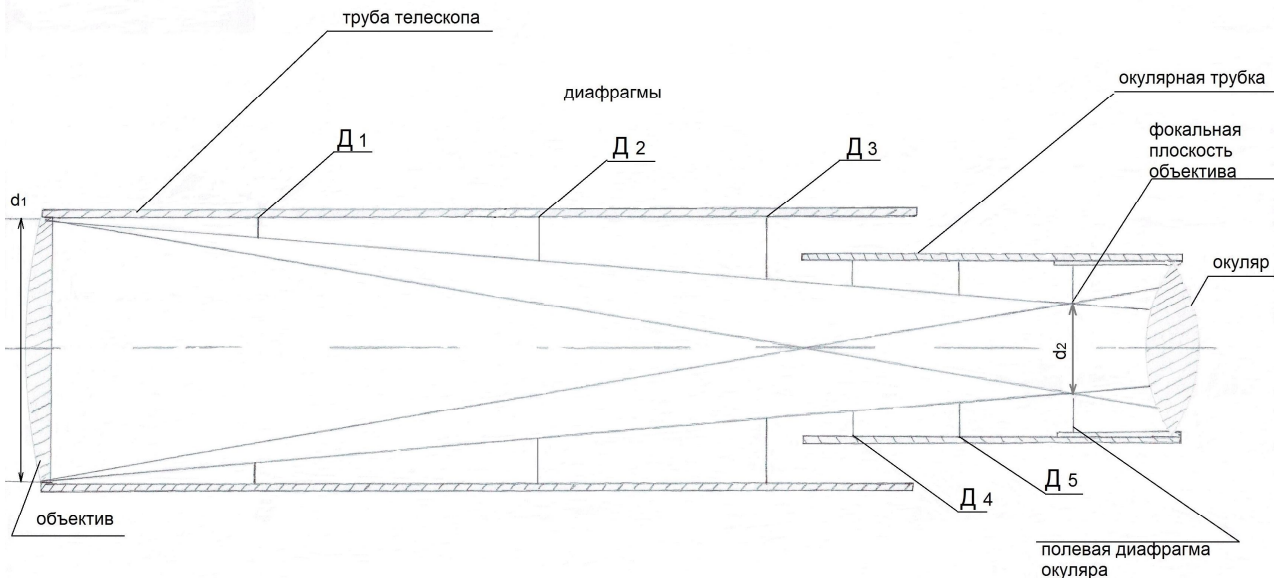 труба телескопа
диафрагмы
окулярная трубка
фокальная
плоскость
объектива
Д 1
Д 2
Д 3
d1
окуляр
d2
Д 4
Д 5
объектив
полевая диафрагма
окуляра